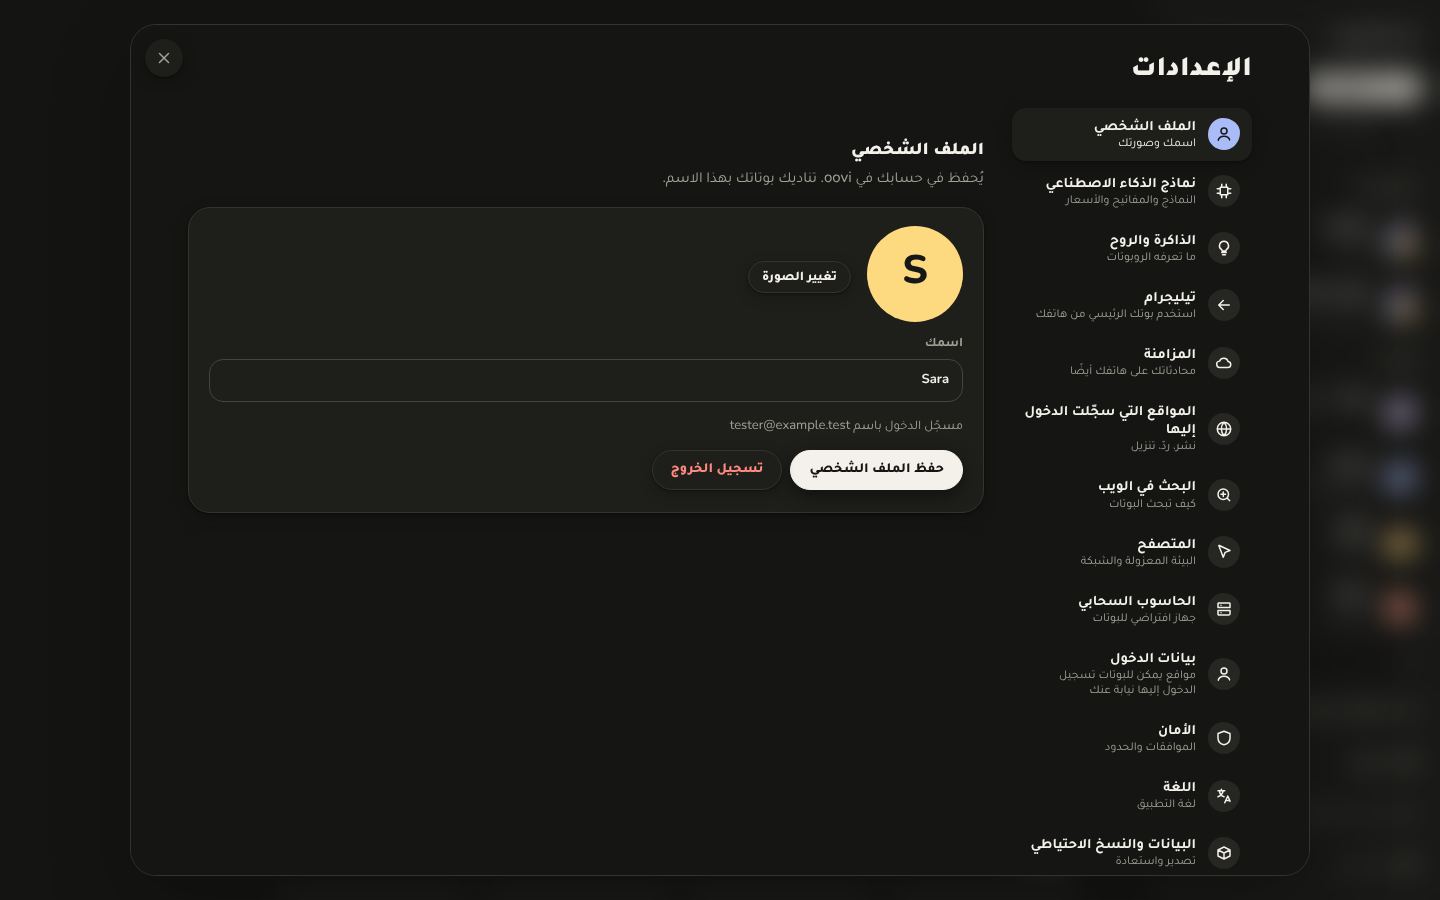 الإعدادات
الملف الشخصي
اسمك وصورتك
نماذج الذكاء الاصطناعي
النماذج والمفاتيح والأسعار
الذاكرة والروح
ما تعرفه الروبوتات
تيليجرام
استخدم بوتك الرئيسي من هاتفك
المزامنة
محادثاتك على هاتفك أيضًا
المواقع التي سجّلت الدخول
إليها
نشر، ردّ، تنزيل
البحث في الويب
كيف تبحث البوتات
المتصفح
البيئة المعزولة والشبكة
الحاسوب السحابي
جهاز افتراضي للبوتات
بيانات الدخول
مواقع يمكن للبوتات تسجيل
الدخول إليها نيابة عنك
الأمان
الموافقات والحدود
اللغة
لغة التطبيق
البيانات والنسخ الاحتياطي
تصدير واستعادة
الملف الشخصي
يُحفظ في حسابك في oovi. تناديك بوتاتك بهذا الاسم.
S
تغيير الصورة
اسمك
Sara
مسجّل الدخول باسم tester@example.test
حفظ الملف الشخصي
تسجيل الخروج